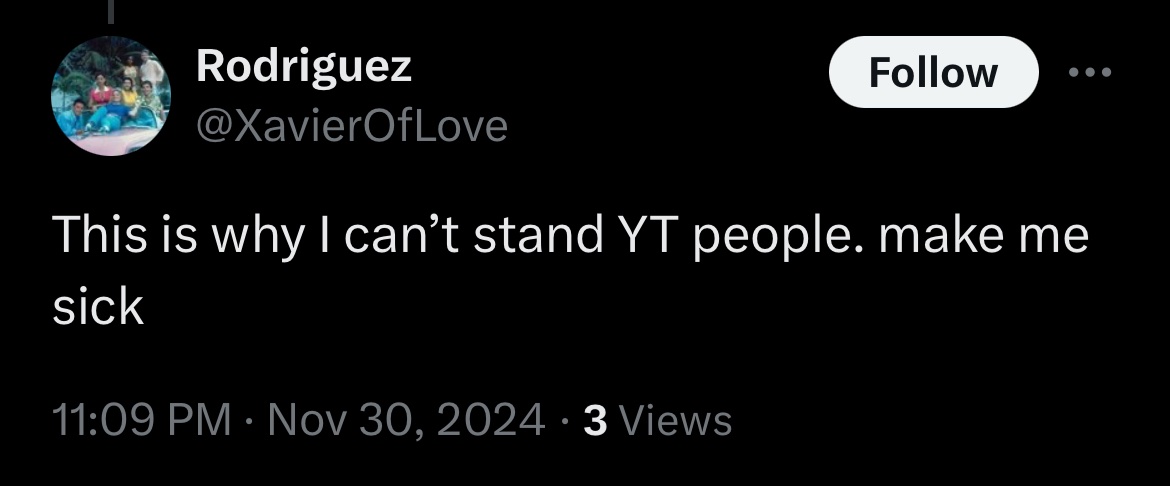 Rodriguez
Follow
@XavierOfLove
This is why I can’t stand YT people. make me
sick
11:09 PM · Nov 30, 2024 · 3 Views